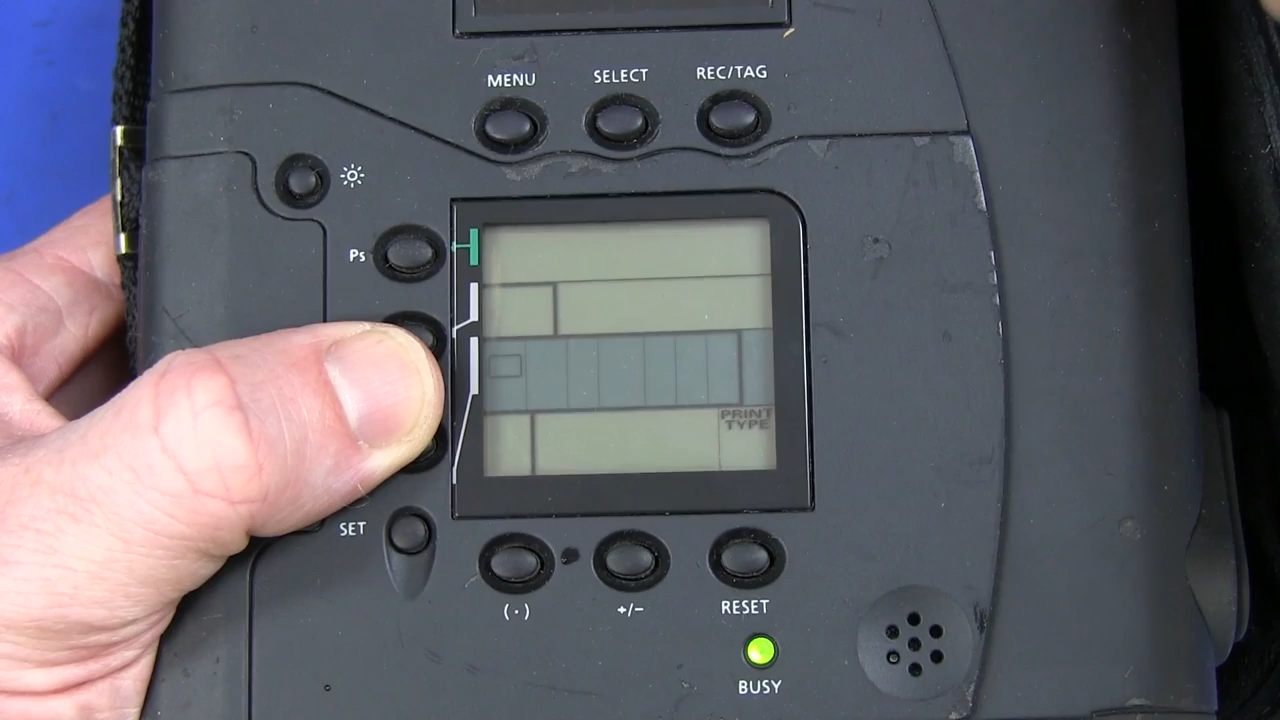 MENU SELECT REC/TAG
Ps
PRINT
TYPE
SET
(·) +/− RESET
BUSY